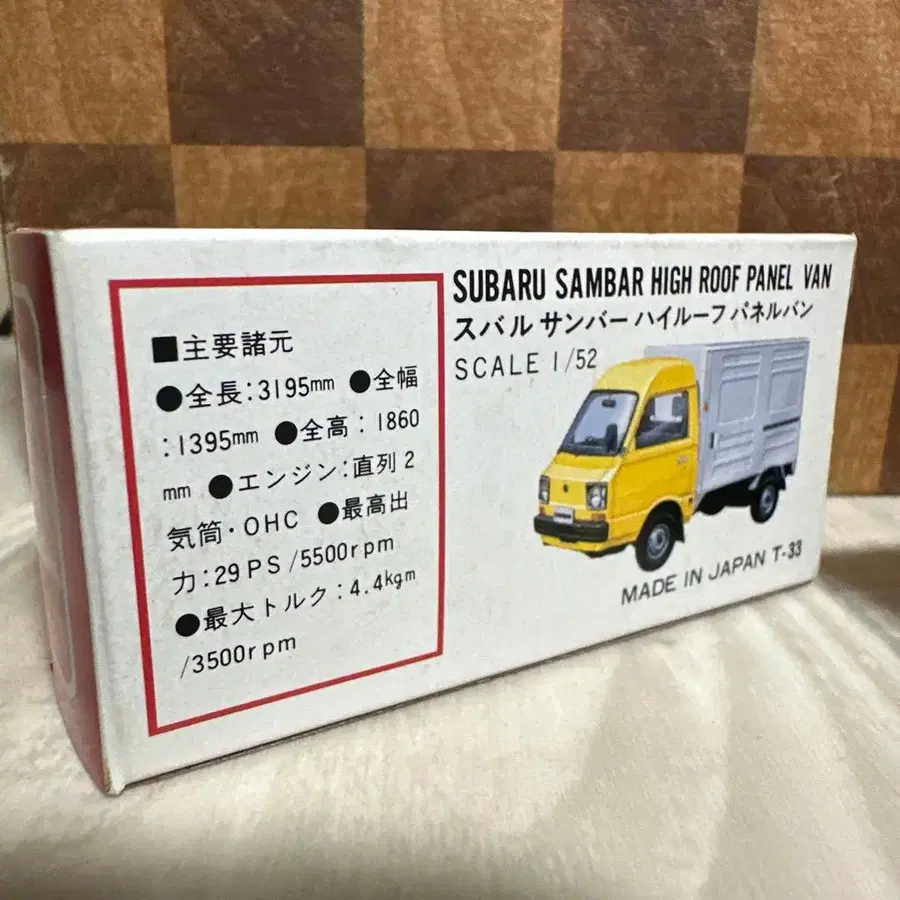 ■主要諸元
●全長:3195mm ●全幅
:1395mm ●全高:1860
mm ●エンジン:直列2
気筒・OHC ●最高出
力:29PS/5500rpm
●最大トルク:4.4kgm
/3500rpm
SUBARU SAMBAR HIGH ROOF PANEL VAN
スバル サンバー ハイルーフ パネルバン
SCALE 1/52
MADE IN JAPAN T-33